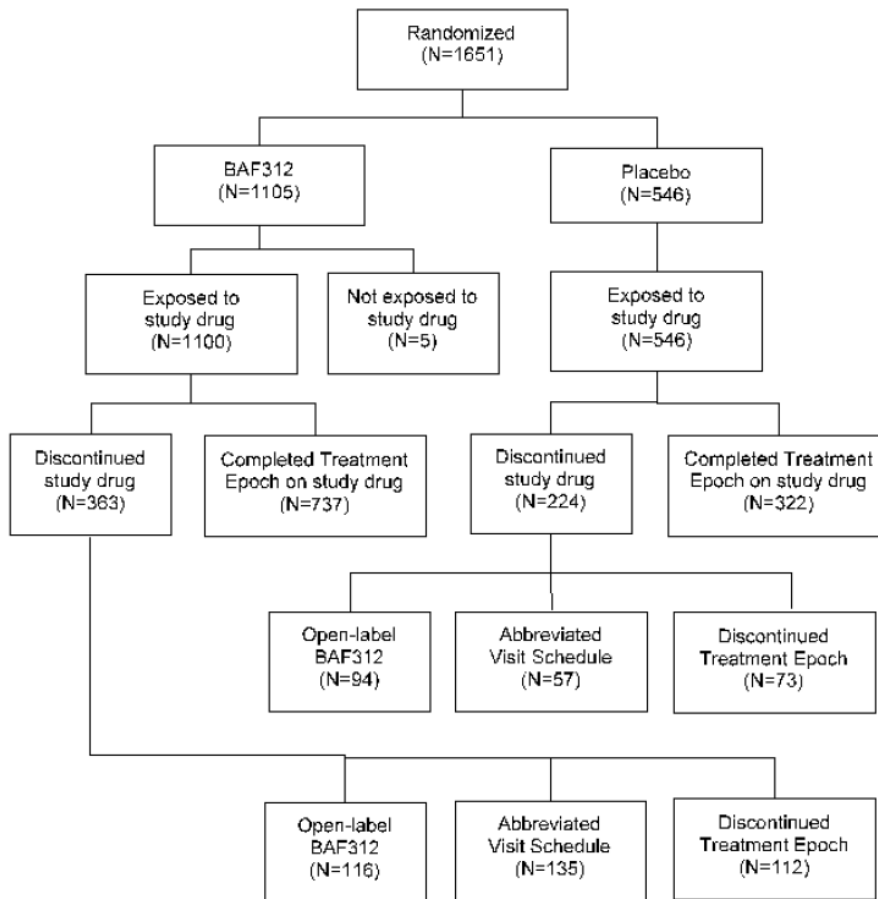 Randomized
(N=1651)
BAF312
(N=1105)
Placebo
(N=546)
Exposed to
study drug
(N=1100)
Not exposed to
study drug
(N=5)
Exposed to
study drug
(N=546)
Discontinued
study drug
(N=363)
Completed Treatment
Epoch on study drug
(N=737)
Discontinued
study drug
(N=224)
Completed Treatment
Epoch on study drug
(N=322)
Open-label
BAF312
(N=94)
Abbreviated
Visit Schedule
(N=57)
Discontinued
Treatment Epoch
(N=73)
Open-label
BAF312
(N=116)
Abbreviated
Visit Schedule
(N=135)
Discontinued
Treatment Epoch
(N=112)